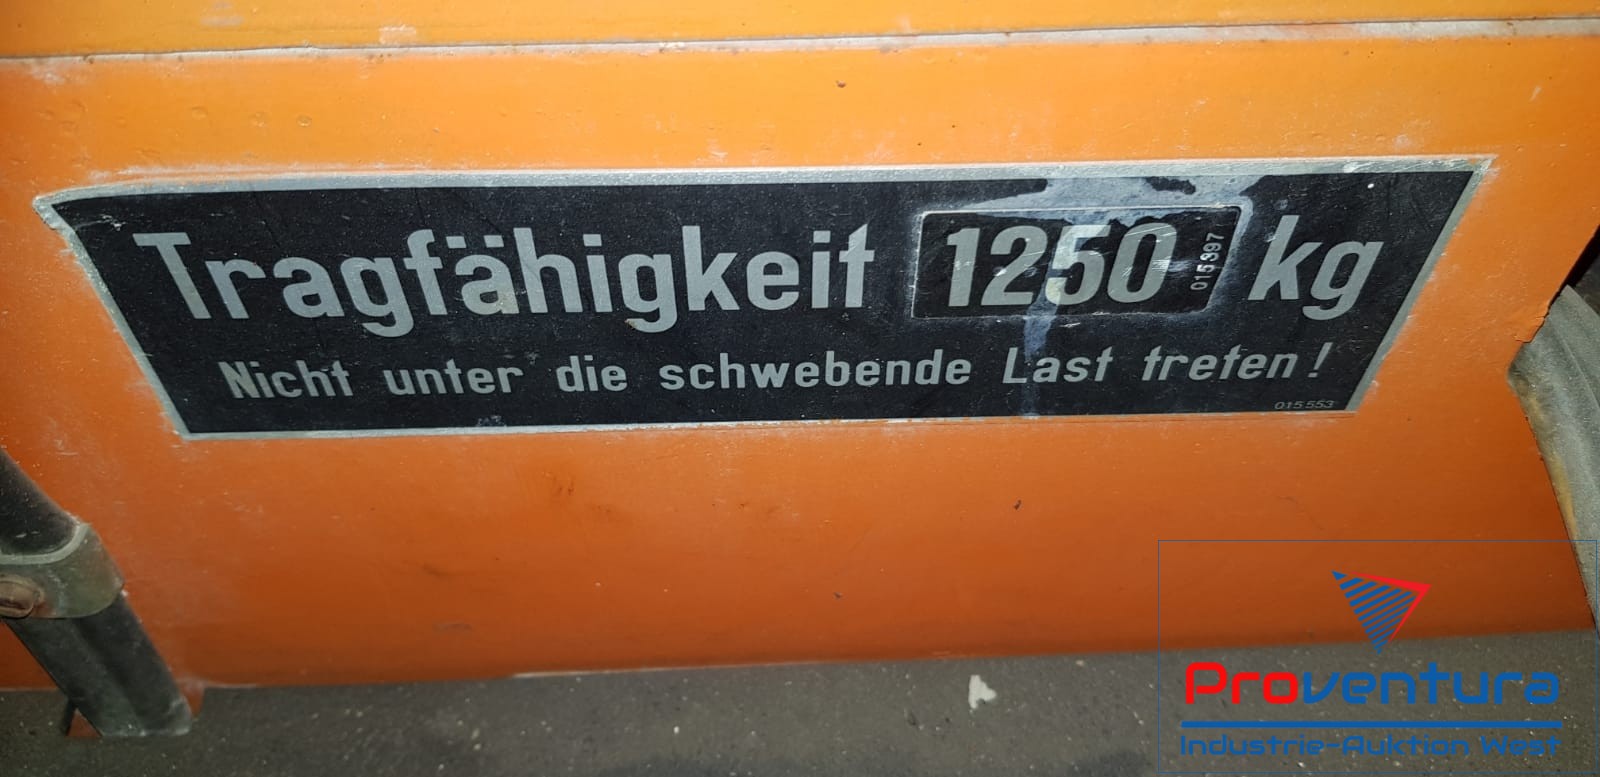 Tragfähigkeit 1250 015397 kg
Nicht unter die schwebende Last treten!
015553
Proventura
Industrie-Auktion West